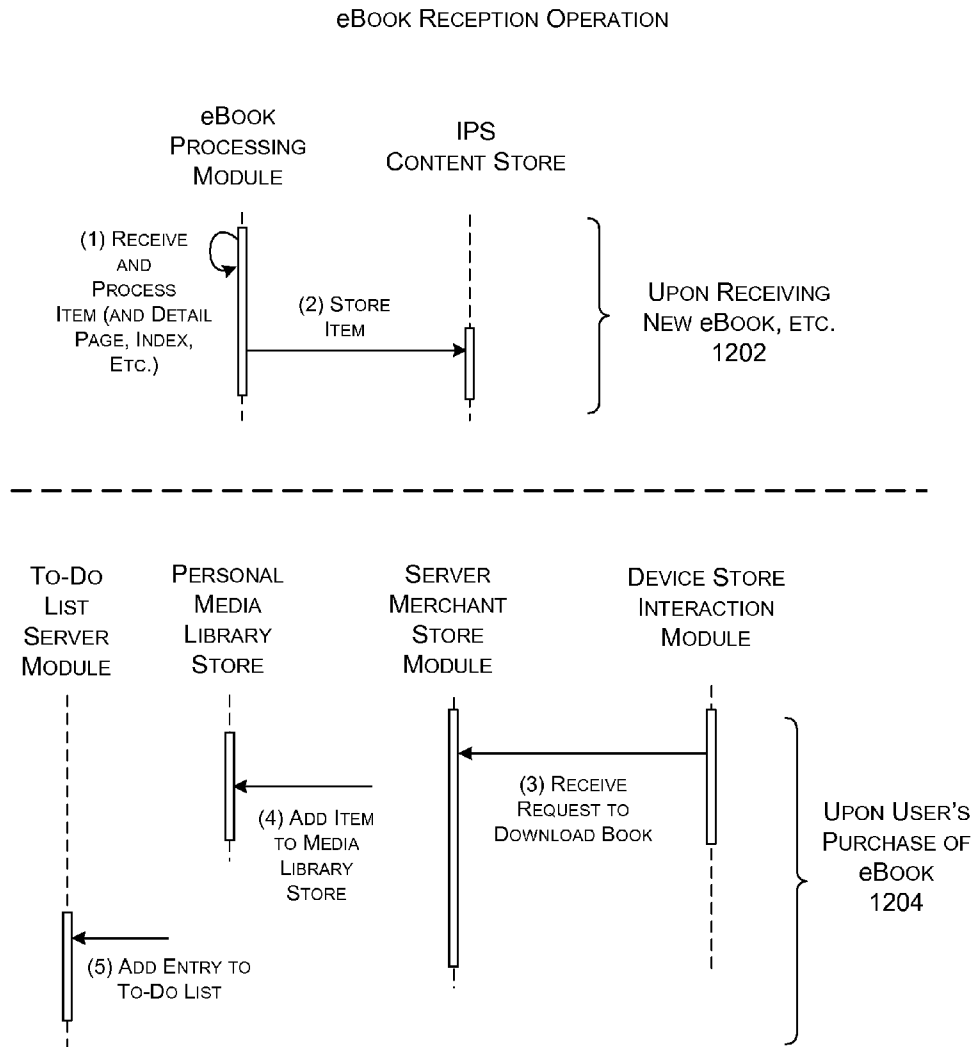 eBOOK RECEPTION OPERATION
eBOOK
PROCESSING
MODULE
IPS
CONTENT STORE
(1) RECEIVE
AND
PROCESS
ITEM (AND DETAIL
PAGE, INDEX,
ETC.)
(2) STORE
ITEM
UPON RECEIVING
NEW eBOOK, ETC.
1202
TO-DO
LIST
SERVER
MODULE
PERSONAL
MEDIA
LIBRARY
STORE
SERVER
MERCHANT
STORE
MODULE
DEVICE STORE
INTERACTION
MODULE
(3) RECEIVE
REQUEST TO
DOWNLOAD BOOK
(4) ADD ITEM
TO MEDIA
LIBRARY
STORE
(5) ADD ENTRY TO
TO-DO LIST
UPON USER'S
PURCHASE OF
eBOOK
1204